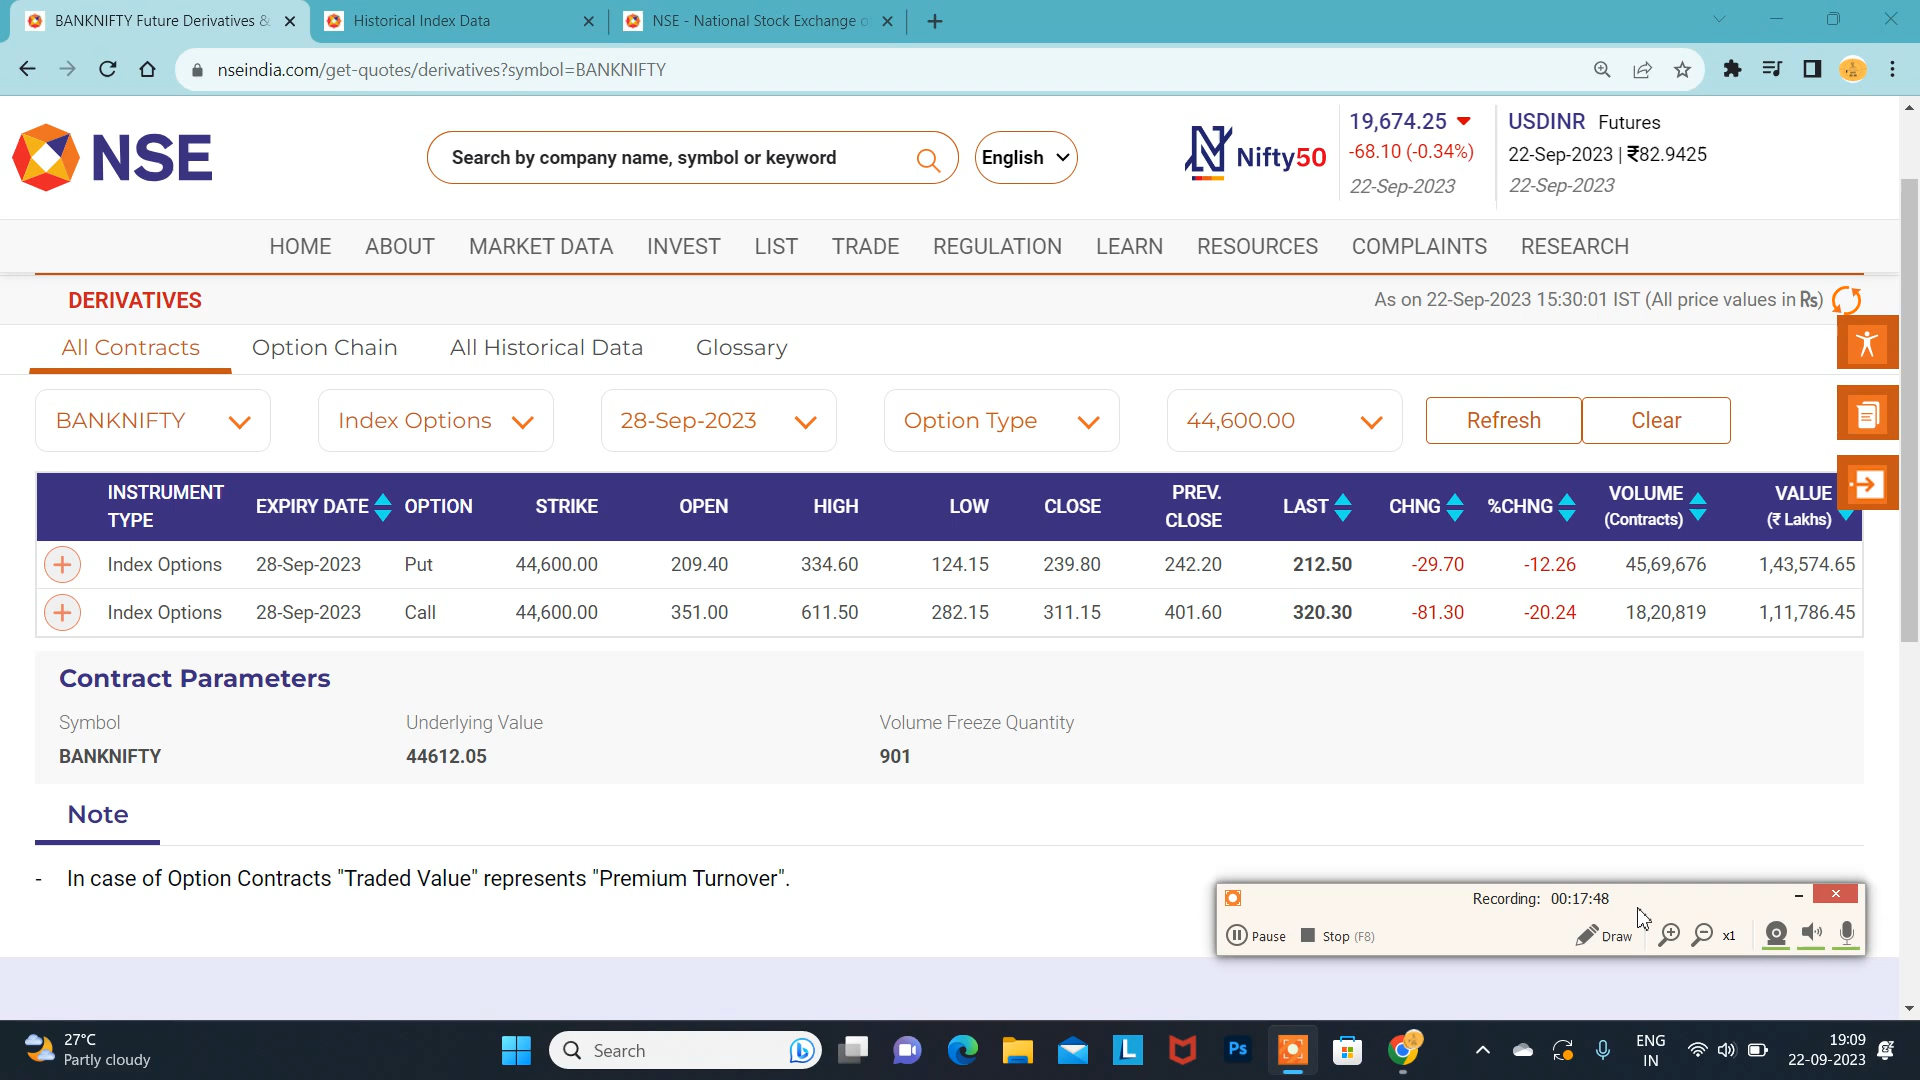 BANKNIFTY Future Derivatives &
Historical Index Data
NSE - National Stock Exchange o
nseindia.com/get-quotes/derivatives?symbol=BANKNIFTY
NSE
Search by company name, symbol or keyword
English
Nifty50
19,674.25
-68.10 (-0.34%)
22-Sep-2023
USDINR Futures
22-Sep-2023 | ₹82.9425
22-Sep-2023
HOME ABOUT MARKET DATA INVEST LIST TRADE REGULATION LEARN RESOURCES COMPLAINTS RESEARCH
DERIVATIVES
As on 22-Sep-2023 15:30:01 IST (All price values in Rs)
All Contracts Option Chain All Historical Data Glossary
BANKNIFTY Index Options 28-Sep-2023 Option Type 44,600.00 Refresh Clear
INSTRUMENT TYPE EXPIRY DATE OPTION STRIKE OPEN HIGH LOW CLOSE PREV. CLOSE LAST CHNG %CHNG VOLUME (Contracts) VALUE (₹ Lakhs)
Index Options 28-Sep-2023 Put 44,600.00 209.40 334.60 124.15 239.80 242.20 212.50 -29.70 -12.26 45,69,676 1,43,574.65
Index Options 28-Sep-2023 Call 44,600.00 351.00 611.50 282.15 311.15 401.60 320.30 -81.30 -20.24 18,20,819 1,11,786.45
Contract Parameters
Symbol Underlying Value Volume Freeze Quantity
BANKNIFTY 44612.05 901
Note
- In case of Option Contracts "Traded Value" represents "Premium Turnover".
Recording: 00:17:48
Pause Stop (F8) Draw x1
27°C
Partly cloudy
Search
L
Ps
ENG
IN
19:09
22-09-2023